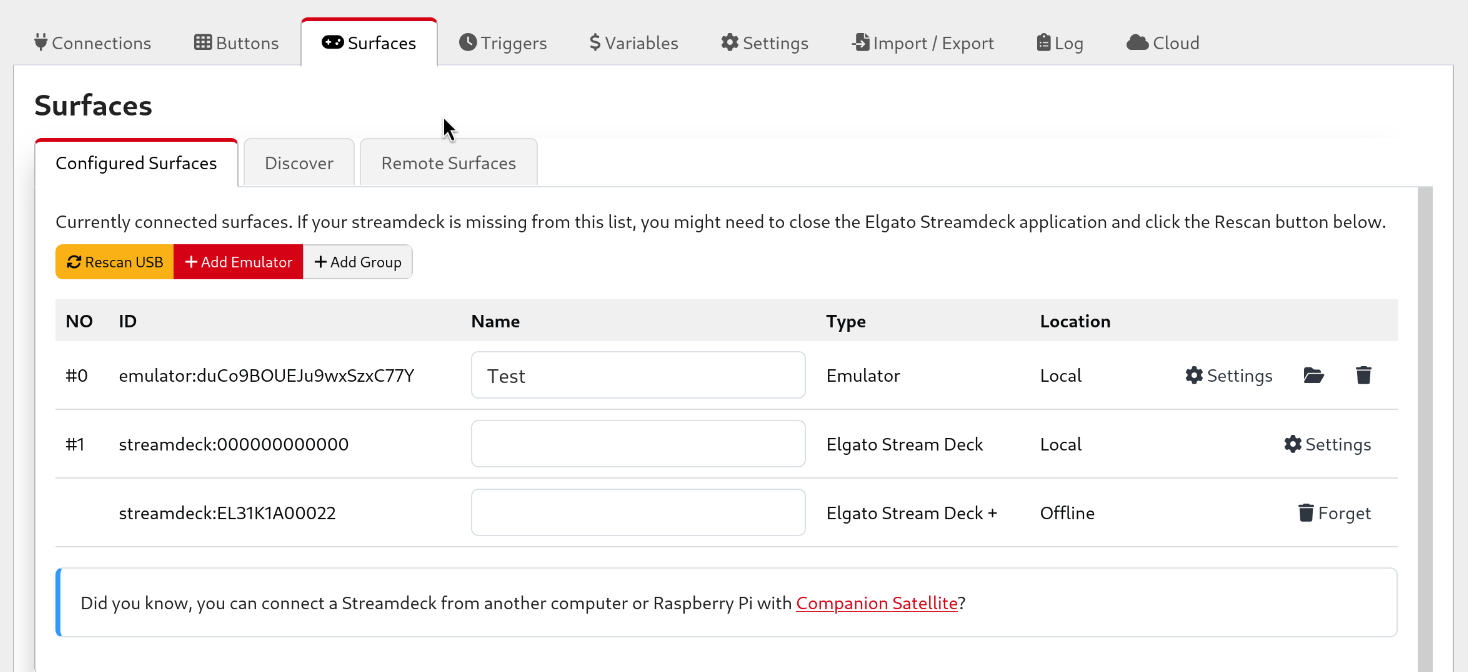 Connections Buttons Surfaces Triggers Variables Settings Import / Export Log Cloud
Surfaces
Configured Surfaces Discover Remote Surfaces
Currently connected surfaces. If your streamdeck is missing from this list, you might need to close the Elgato Streamdeck application and click the Rescan button below.
Rescan USB + Add Emulator + Add Group
NO ID Name Type Location
#0 emulator:duCo9BOUEJu9wxSzxC77Y Test Emulator Local Settings
#1 streamdeck:000000000000 Elgato Stream Deck Local Settings
streamdeck:EL31K1A00022 Elgato Stream Deck + Offline Forget
Did you know, you can connect a Streamdeck from another computer or Raspberry Pi with Companion Satellite?